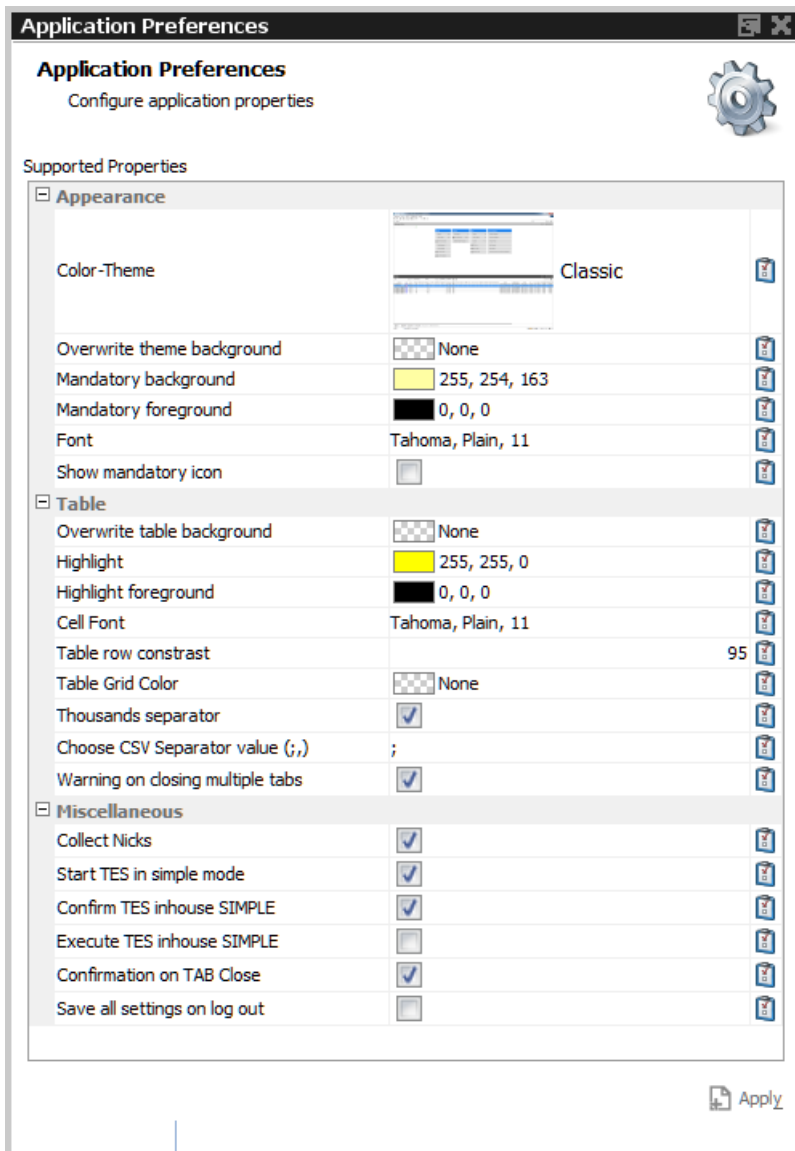 Application Preferences
Application Preferences
Configure application properties
Supported Properties
Appearance
Color-Theme Classic
Overwrite theme background None
Mandatory background 255, 254, 163
Mandatory foreground 0, 0, 0
Font Tahoma, Plain, 11
Show mandatory icon
Table
Overwrite table background None
Highlight 255, 255, 0
Highlight foreground 0, 0, 0
Cell Font Tahoma, Plain, 11
Table row constrast 95
Table Grid Color None
Thousands separator
Choose CSV Separator value (;,) ;
Warning on closing multiple tabs
Miscellaneous
Collect Nicks
Start TES in simple mode
Confirm TES inhouse SIMPLE
Execute TES inhouse SIMPLE
Confirmation on TAB Close
Save all settings on log out
Apply